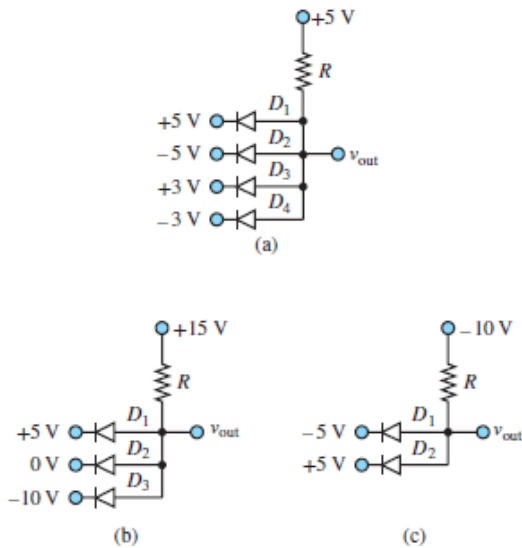 +5 V
R
D1
+5 V
D2
−5 V
vout
D3
+3 V
D4
−3 V
(a)
+15 V
R
D1
+5 V
vout
D2
0 V
D3
−10 V
(b)
−10 V
R
D1
−5 V
vout
D2
+5 V
(c)